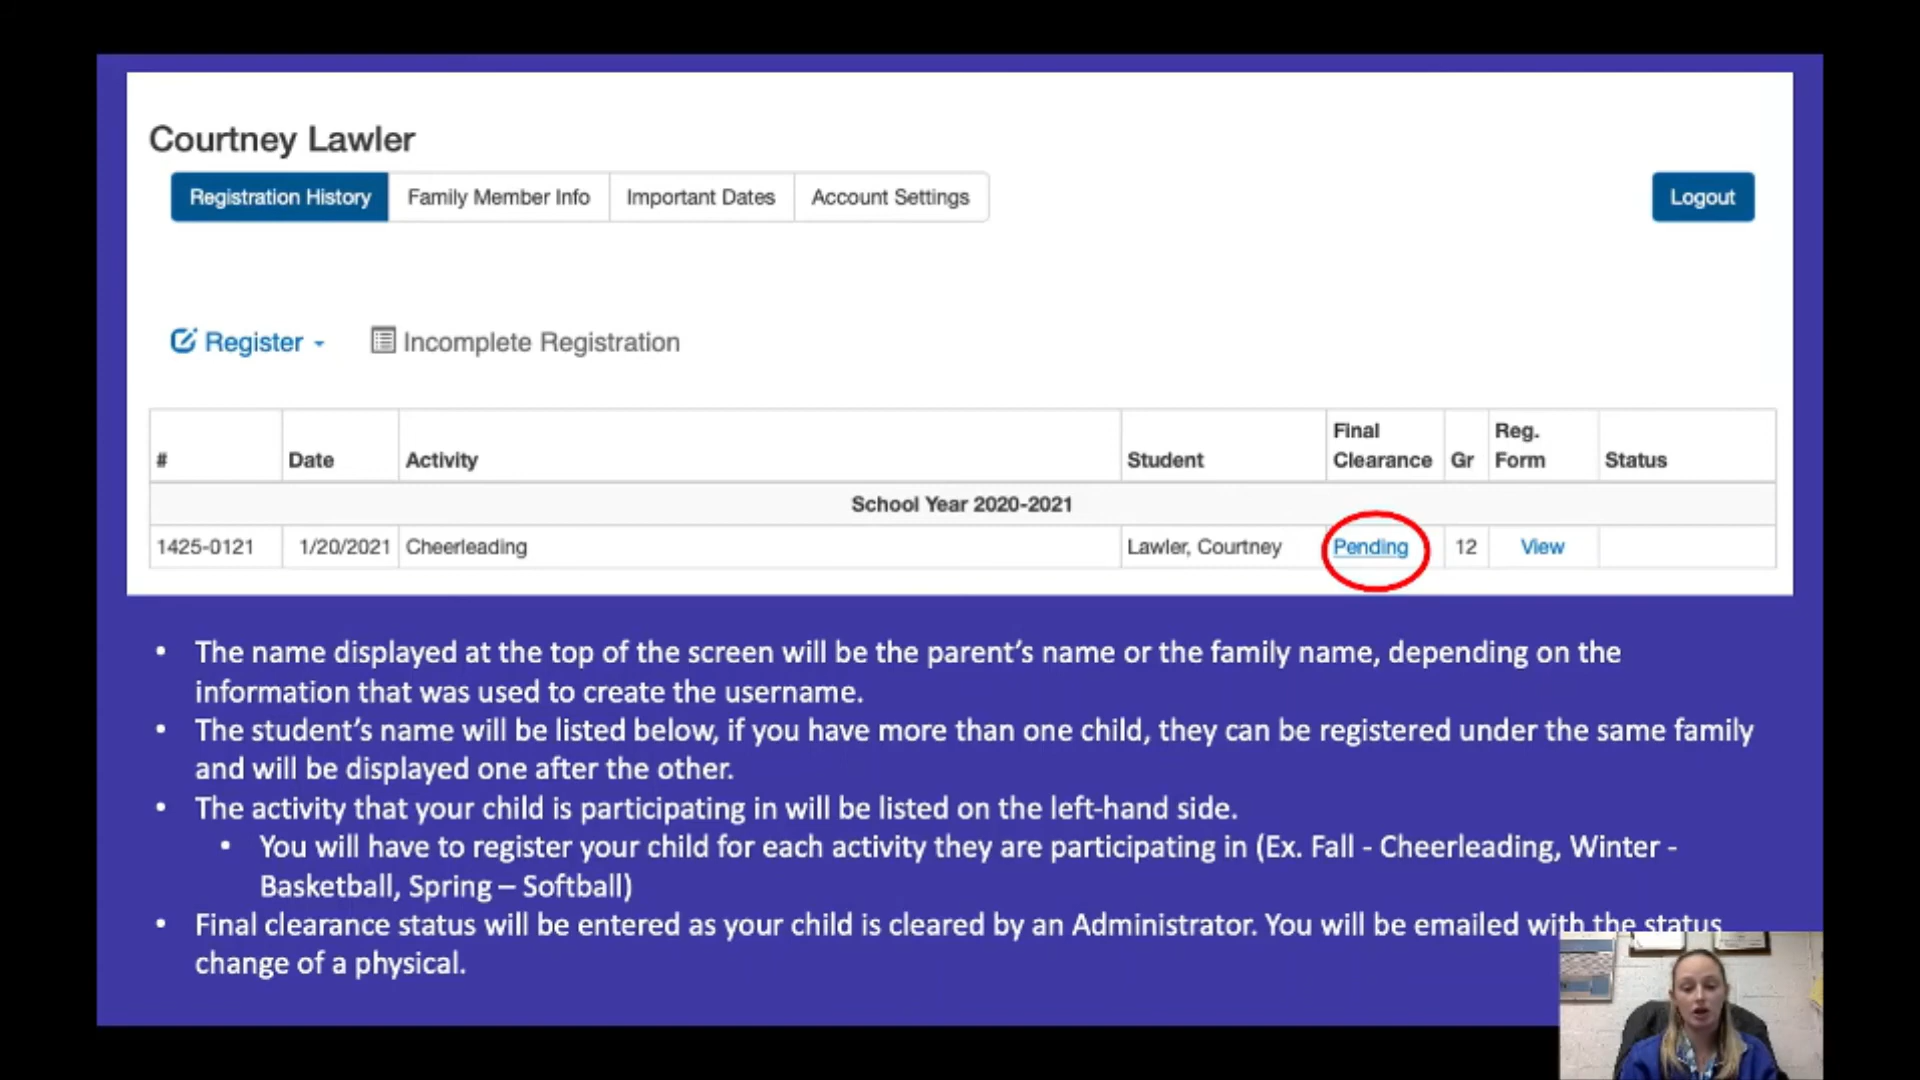 Courtney Lawler
Registration History Family Member Info Important Dates Account Settings Logout
Register Incomplete Registration
# Date Activity Student Final Clearance Gr Reg. Form Status
School Year 2020-2021
1425-0121 1/20/2021 Cheerleading Lawler, Courtney Pending 12 View
• The name displayed at the top of the screen will be the parent’s name or the family name, depending on the
information that was used to create the username.
• The student’s name will be listed below, if you have more than one child, they can be registered under the same family
and will be displayed one after the other.
• The activity that your child is participating in will be listed on the left-hand side.
• You will have to register your child for each activity they are participating in (Ex. Fall - Cheerleading, Winter -
Basketball, Spring – Softball)
• Final clearance status will be entered as your child is cleared by an Administrator. You will be emailed with the status
change of a physical.